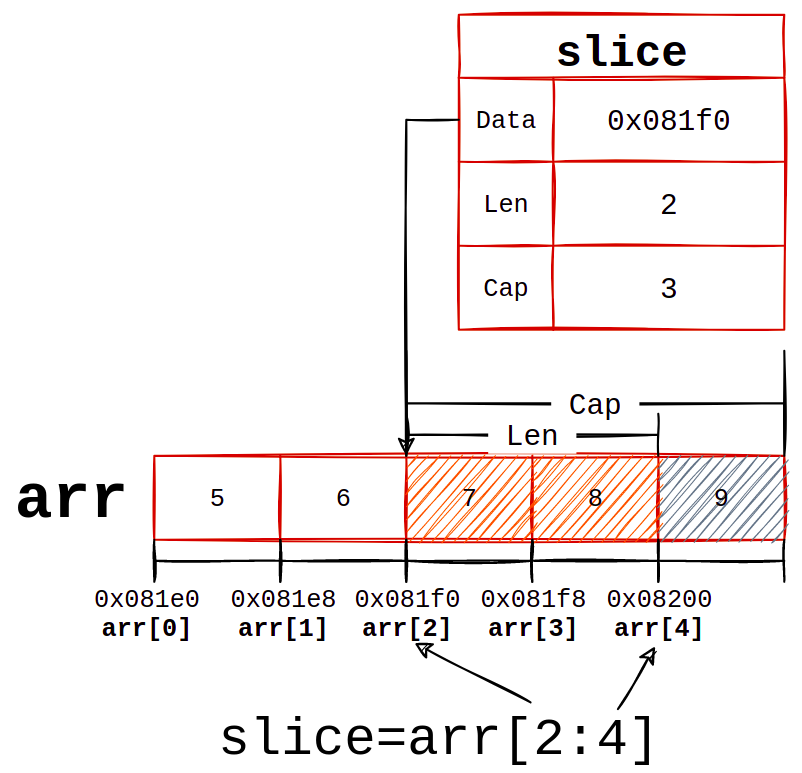 slice
Data 0x081f0
Len 2
Cap 3
Cap
Len
arr 5 6 7 8 9
0x081e0 0x081e8 0x081f0 0x081f8 0x08200
arr[0] arr[1] arr[2] arr[3] arr[4]
slice=arr[2:4]